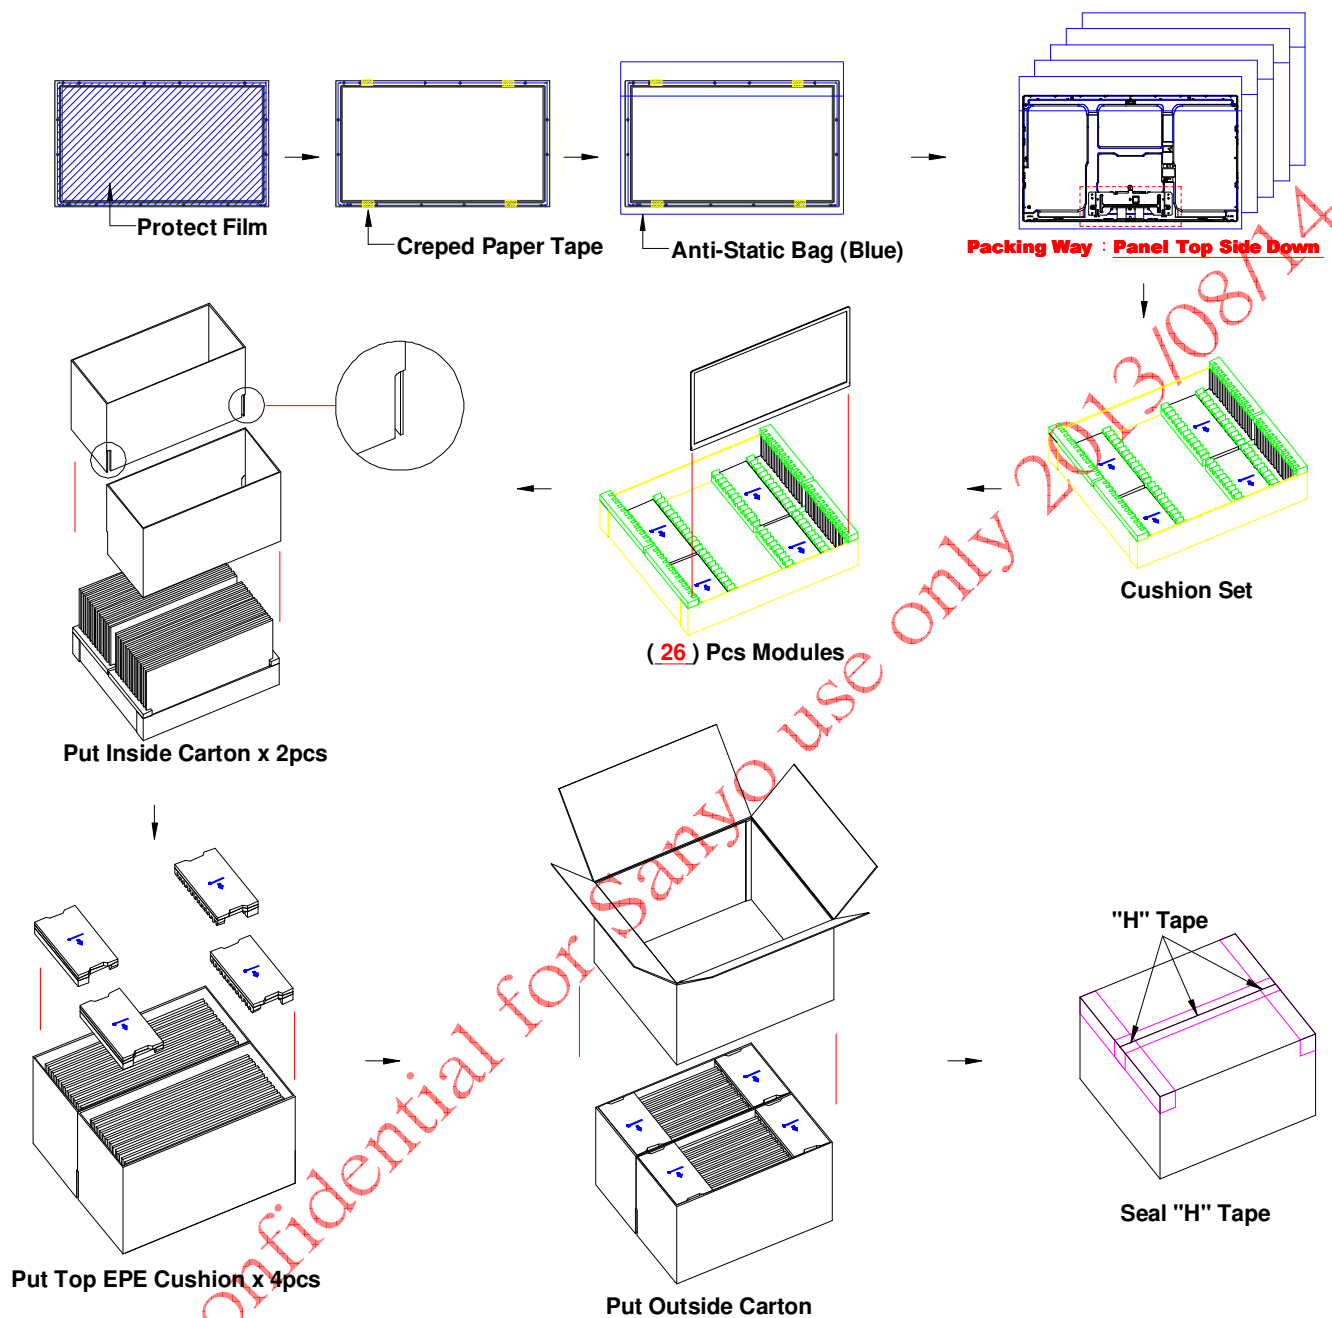 Protect Film
Creped Paper Tape
Anti-Static Bag (Blue)
Packing Way : Panel Top Side Down
Cushion Set
( 26 ) Pcs Modules
Put Inside Carton x 2pcs
Put Top EPE Cushion x 4pcs
Put Outside Carton
"H" Tape
Seal "H" Tape
onfidential for Sanyo use only 2013/08/14